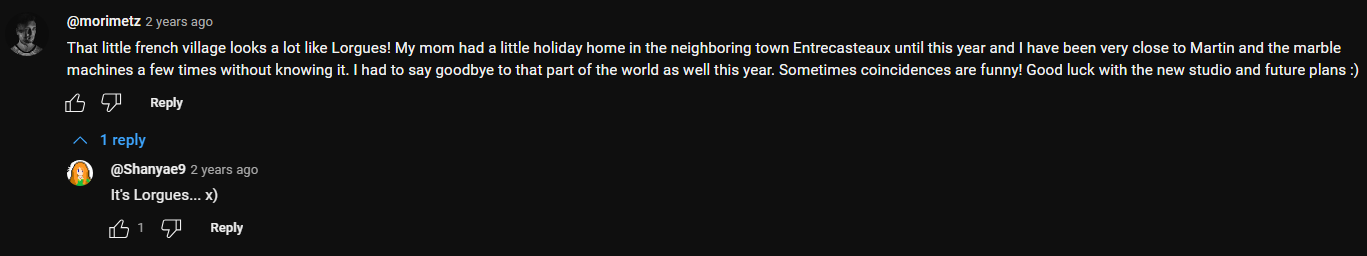 @morimetz 2 years ago
That little french village looks a lot like Lorgues! My mom had a little holiday home in the neighboring town Entrecasteaux until this year and I have been very close to Martin and the marble
machines a few times without knowing it. I had to say goodbye to that part of the world as well this year. Sometimes coincidences are funny! Good luck with the new studio and future plans :)
Reply
1 reply
@Shanyae9 2 years ago
It's Lorgues... x)
1 Reply